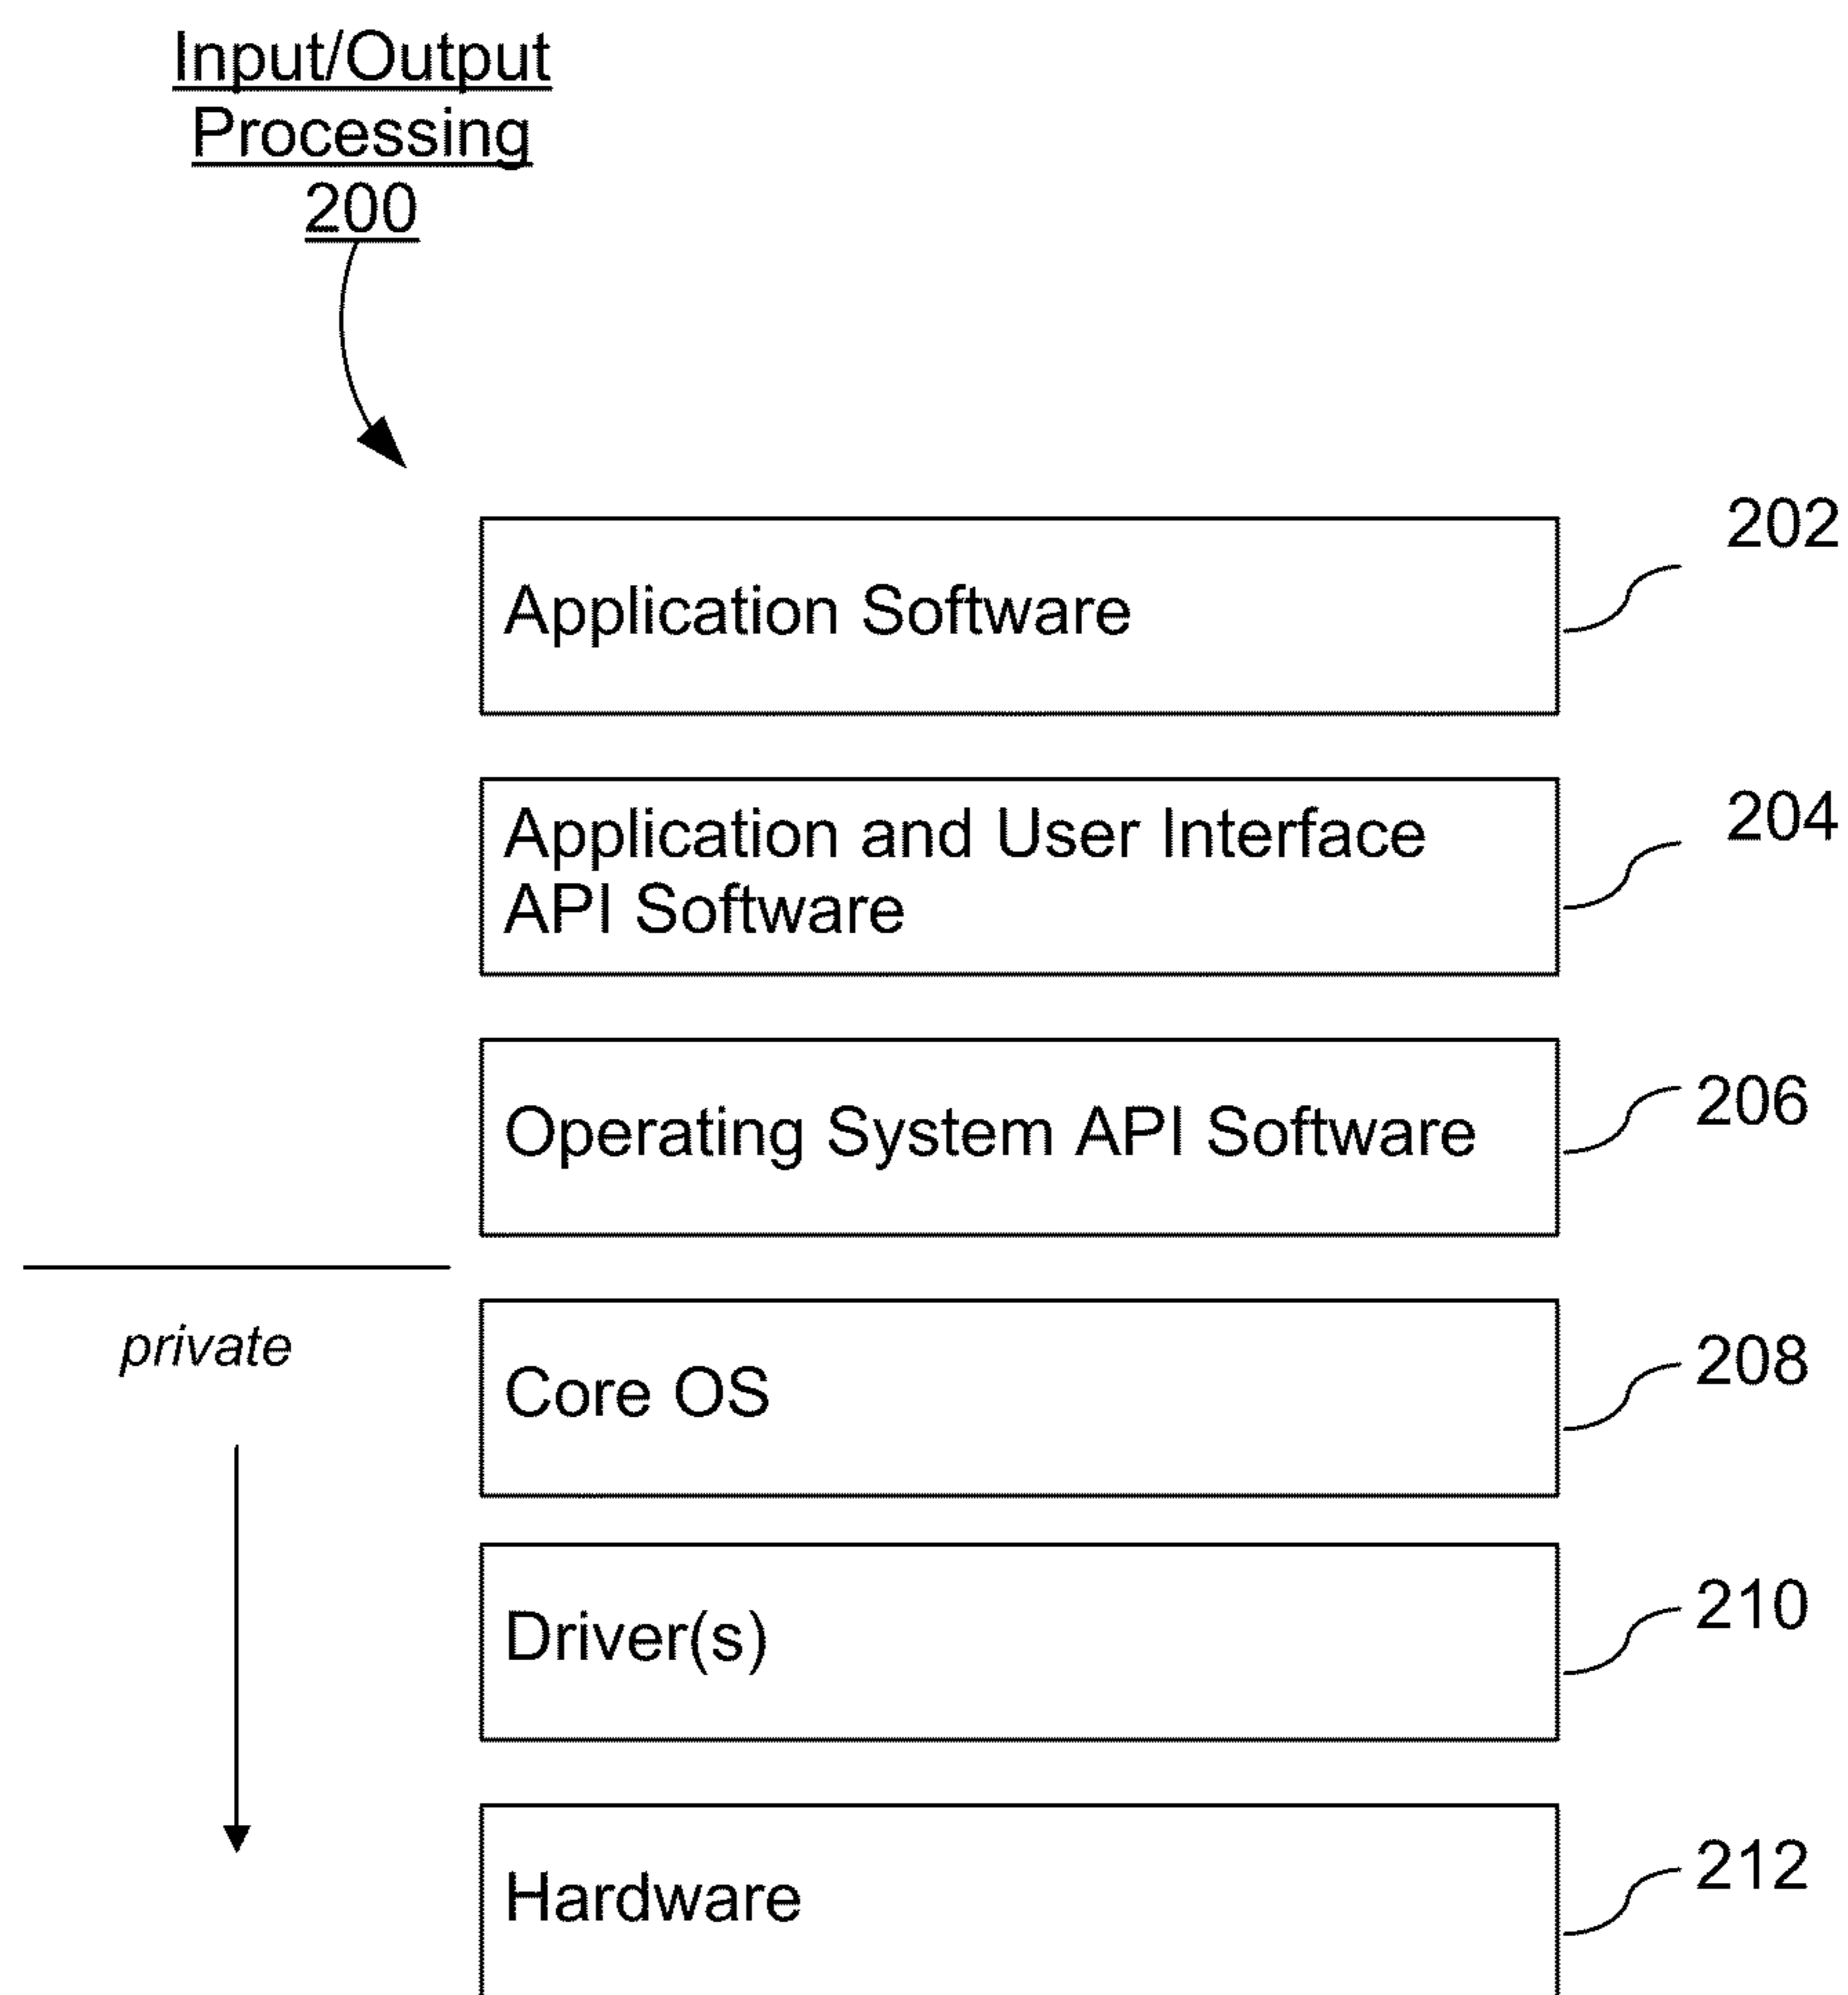 Input/Output
Processing
200
202
Application Software
204
Application and User Interface
API Software
206
Operating System API Software
private
208
Core OS
210
Driver(s)
212
Hardware